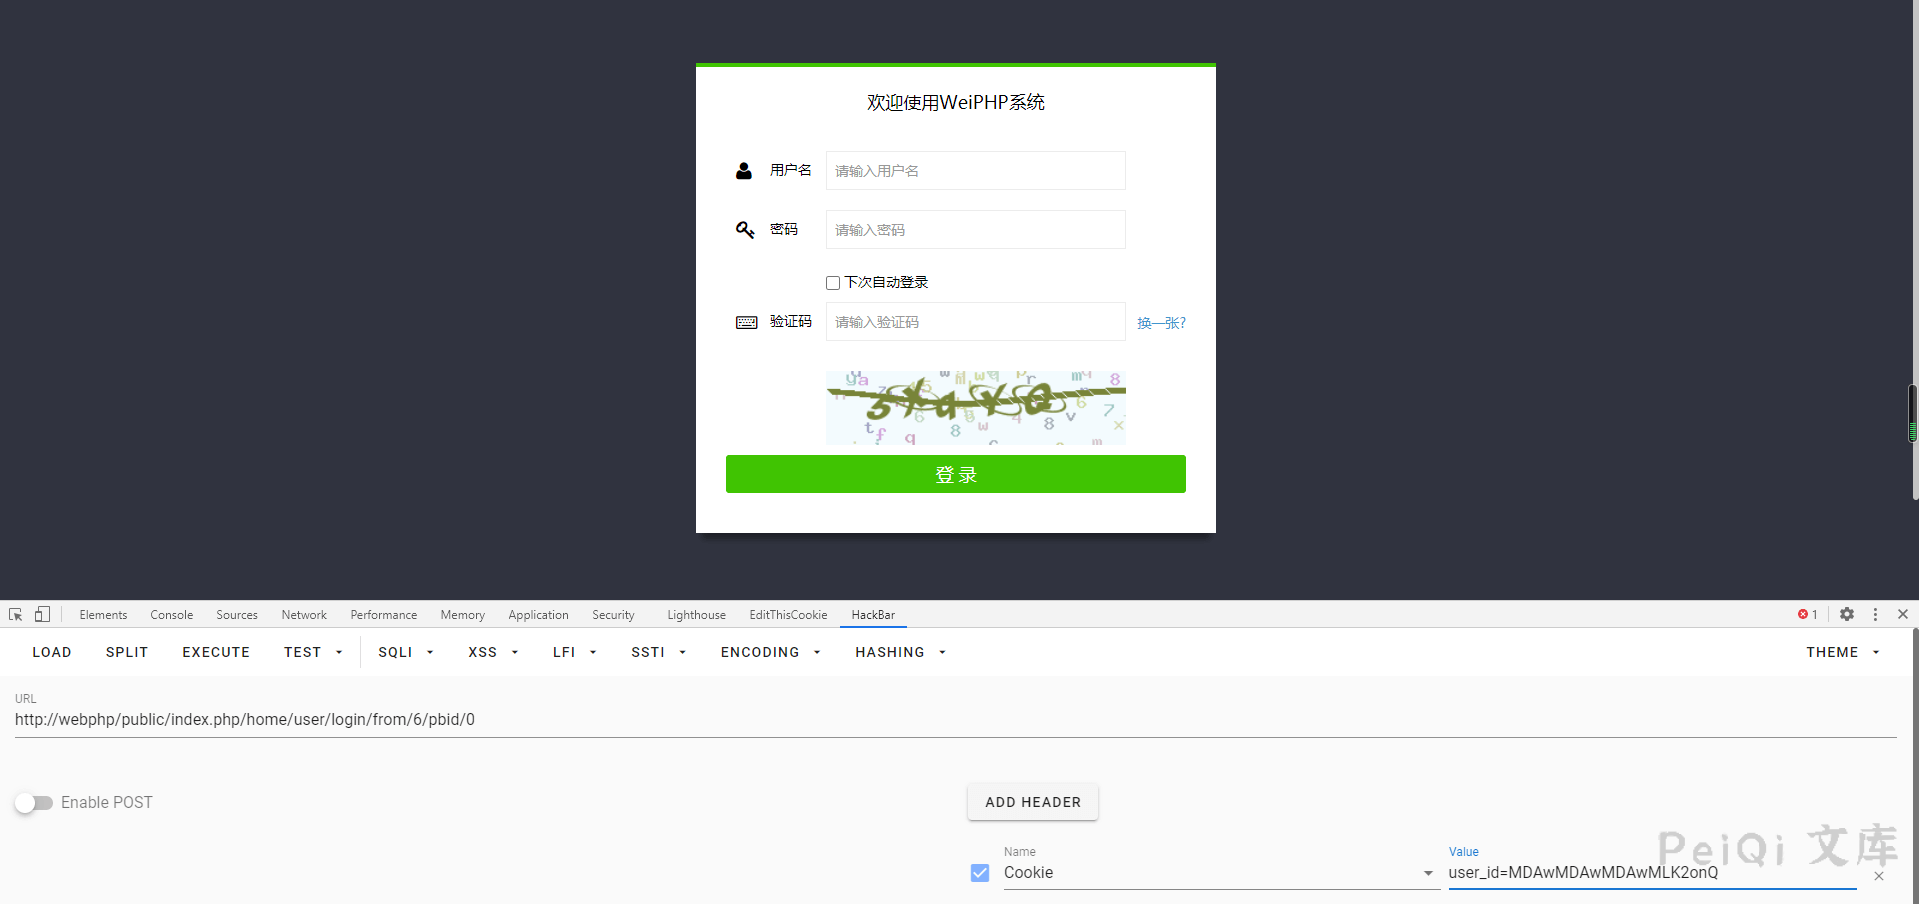 欢迎使用WeiPHP系统
用户名 请输入用户名
密码 请输入密码
下次自动登录
验证码 请输入验证码 换一张?
登 录
Elements Console Sources Network Performance Memory Application Security Lighthouse EditThisCookie HackBar 1
LOAD SPLIT EXECUTE TEST SQLI XSS LFI SSTI ENCODING HASHING THEME
URL
http://webphp/public/index.php/home/user/login/from/6/pbid/0
Enable POST ADD HEADER
PeiQi 文库
Name Value
Cookie user_id=MDAwMDAwMDAwMLK2onQ